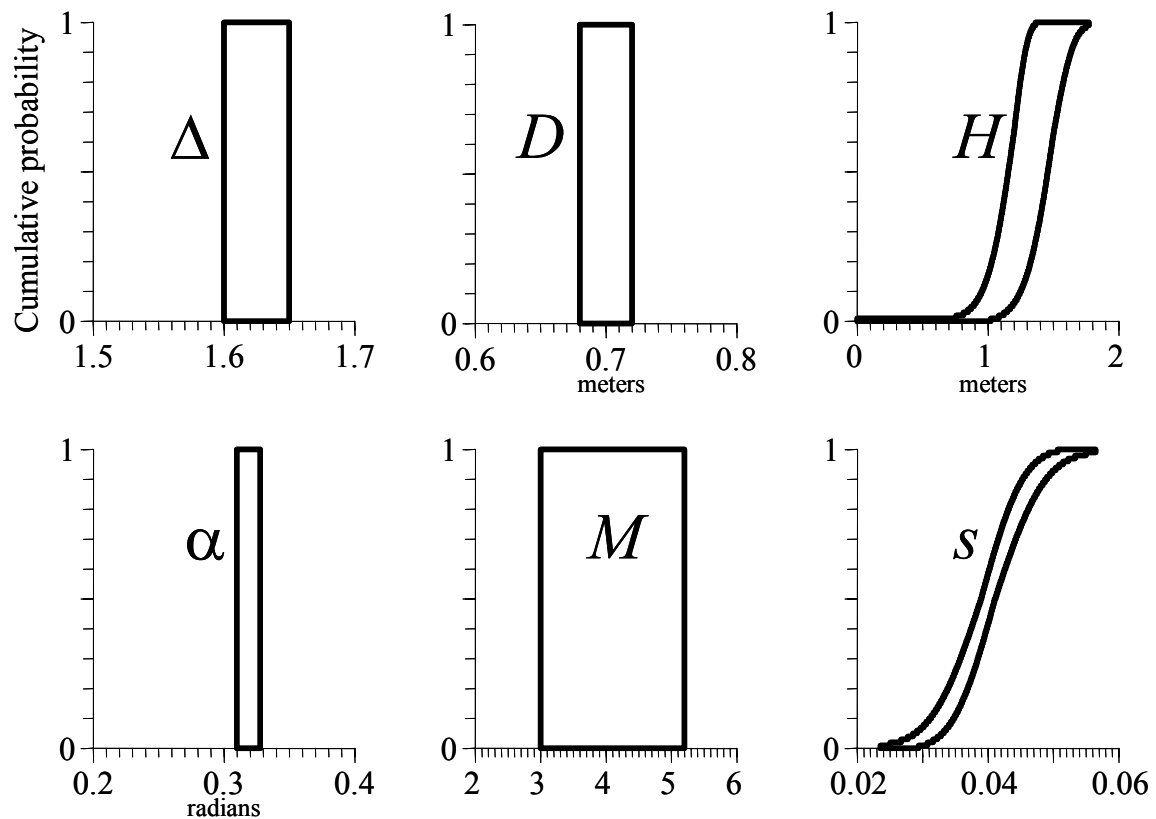 Cumulative probability
1
0
Δ
1.5 1.6 1.7
1
0
D
0.6 0.7 0.8
meters
1
0
H
0 1 2
meters
1
0
α
0.2 0.3 0.4
radians
1
0
M
2 3 4 5 6
1
0
s
0.02 0.04 0.06